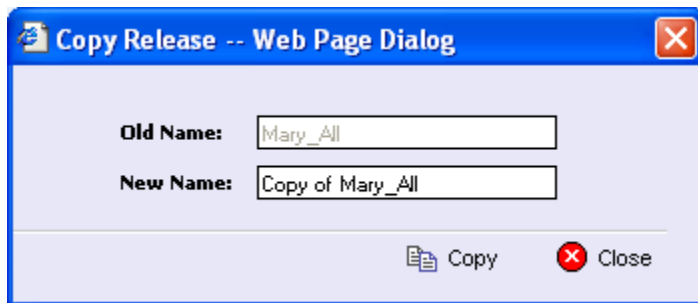 Copy Release -- Web Page Dialog
Old Name: Mary_All
New Name: Copy of Mary_All
Copy Close